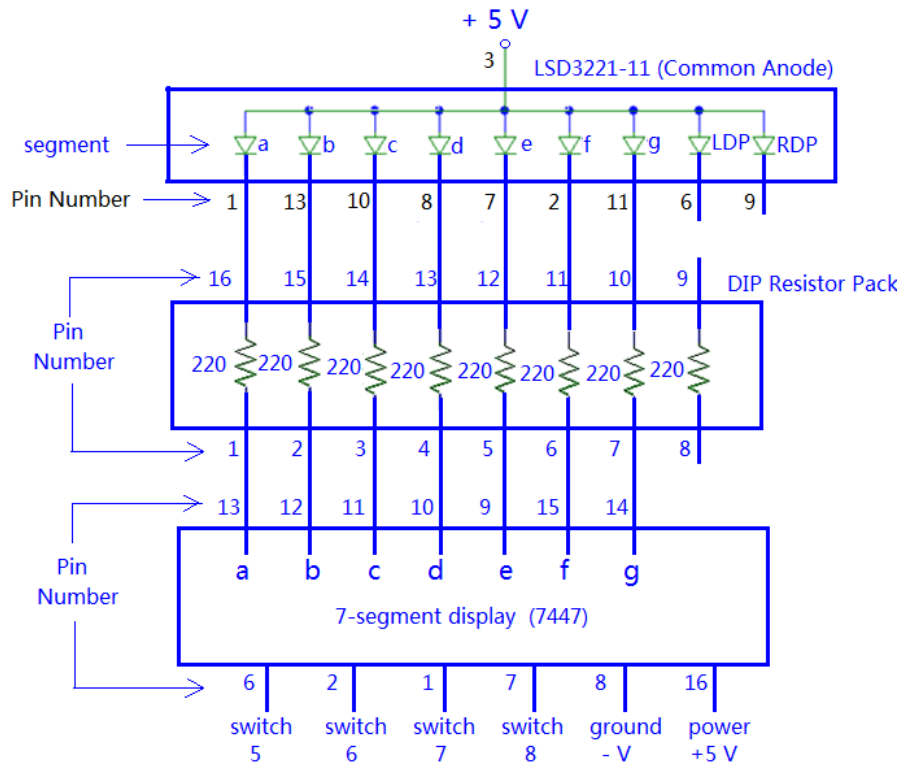 + 5 V
3
LSD3221-11 (Common Anode)
segment
a b c d e f g LDP RDP
Pin Number
1 13 10 8 7 2 11 6 9
16 15 14 13 12 11 10 9
DIP Resistor Pack
Pin
Number
220 220 220 220 220 220 220 220
1 2 3 4 5 6 7 8
13 12 11 10 9 15 14
Pin
Number
a b c d e f g
7-segment display (7447)
6 2 1 7 8 16
switch switch switch switch ground power
5 6 7 8 - V +5 V